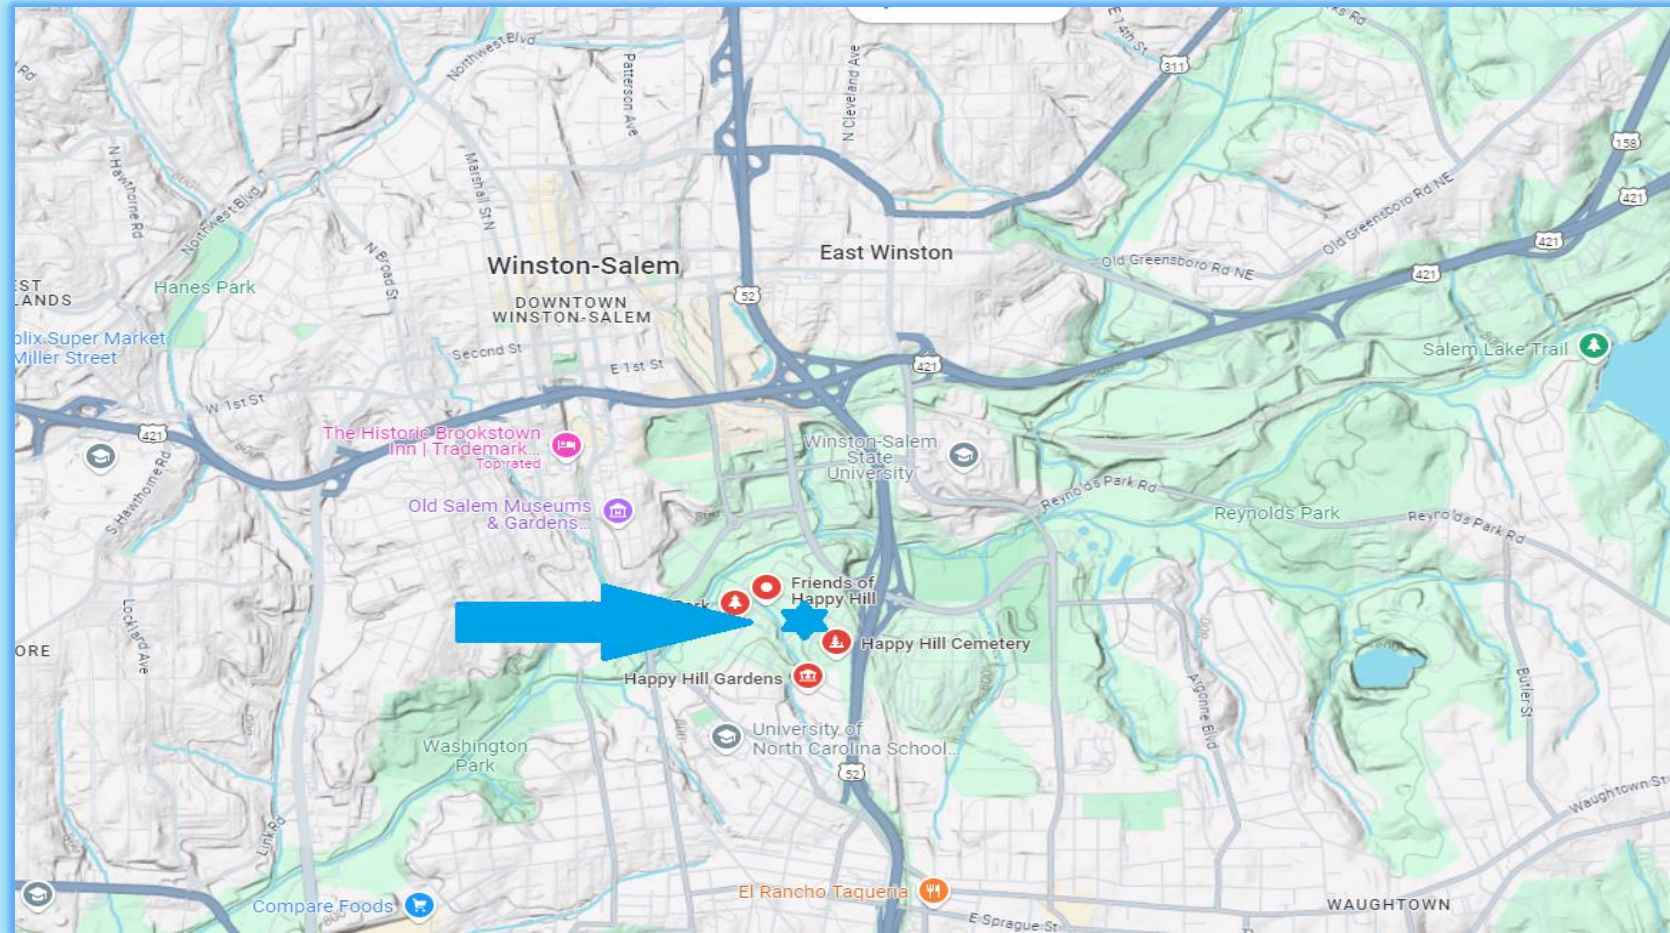 Northwest Blvd
Patterson Ave
N Cleveland Ave
E 14th St
311
158
421
N Hawthorne Rd
Northwest Blvd
Marshall St N
N Broad St
Old Greensboro Rd NE
Old Greensboro Rd NE
421
421
Winston-Salem
East Winston
Hanes Park
DOWNTOWN
WINSTON-SALEM
52
Super Market
Miller Street
Second St
E 1st St
421
Salem Lake Trail
W 1st St
421
The Historic Brookstown
Inn | Trademark...
Top rated
Winston-Salem
State
University
S Hawthorne Rd
Old Salem Museums
& Gardens...
800
Reynolds Park Rd
Reynolds Park
Reynolds Park Rd
Friends of
Happy Hill
Happy Hill Cemetery
Happy Hill Gardens
Lockland Ave
800
Argonne Blvd
Butler St
University of
North Carolina School...
Washington
Park
52
Link Rd
Waughtown St
El Rancho Taqueria
Compare Foods
WAUGHTOWN
E Sprague St